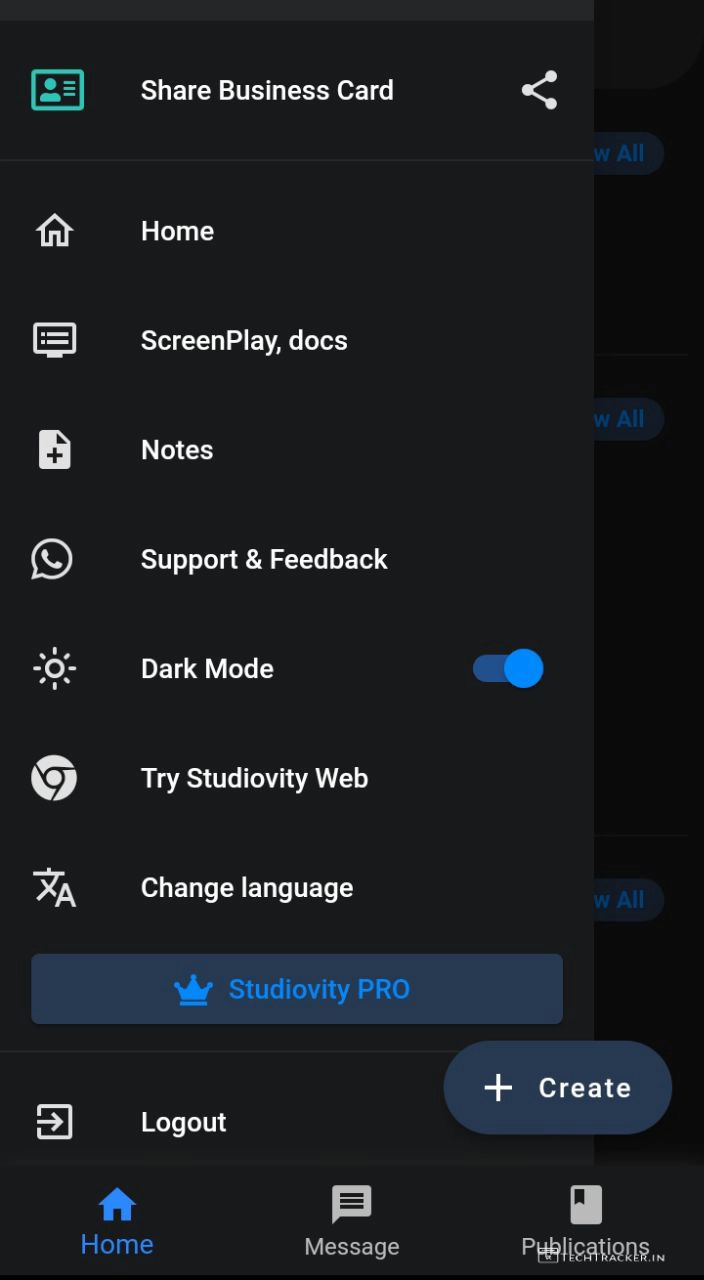 Share Business Card
w All
Home
ScreenPlay, docs
w All
Notes
Support & Feedback
Dark Mode
Try Studiovity Web
Change language
w All
Studiovity PRO
Create
Logout
Home
Message
Publications
TECHTRACKER.IN